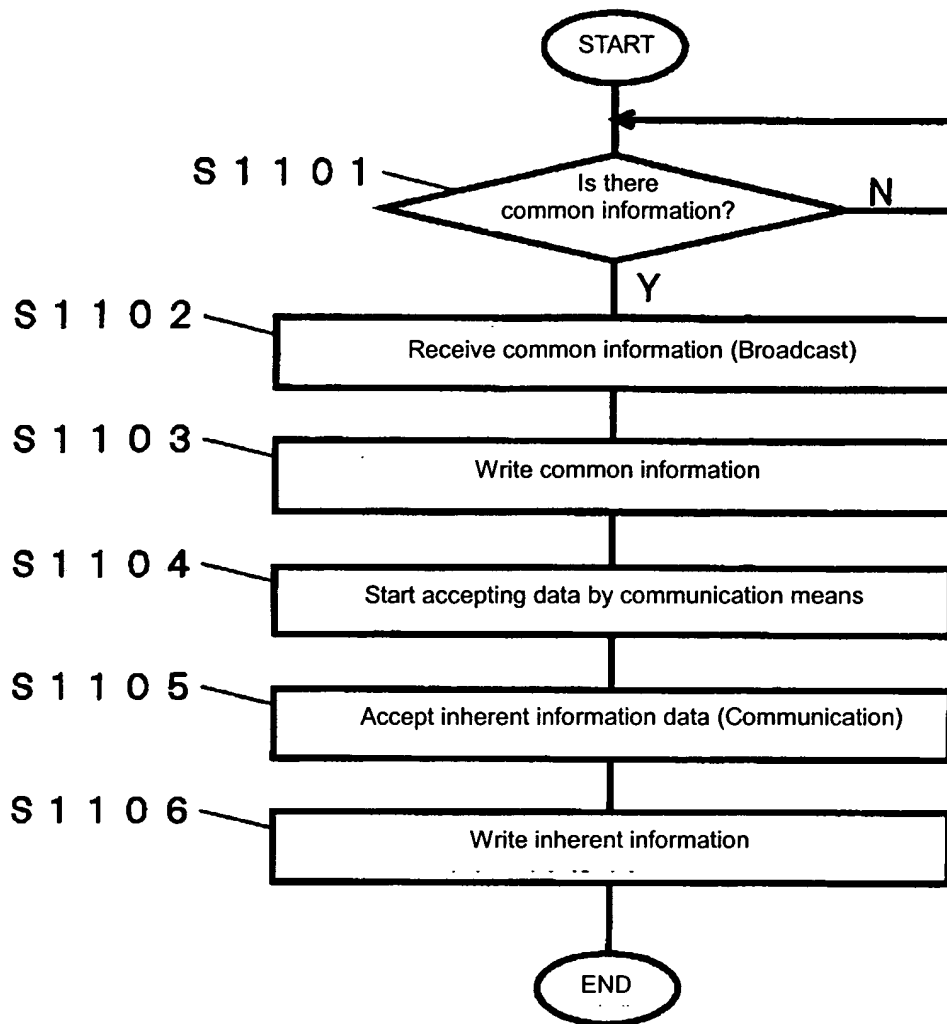 START
S1101
Is there
common information?
N
Y
S1102
Receive common information (Broadcast)
S1103
Write common information
S1104
Start accepting data by communication means
S1105
Accept inherent information data (Communication)
S1106
Write inherent information
END